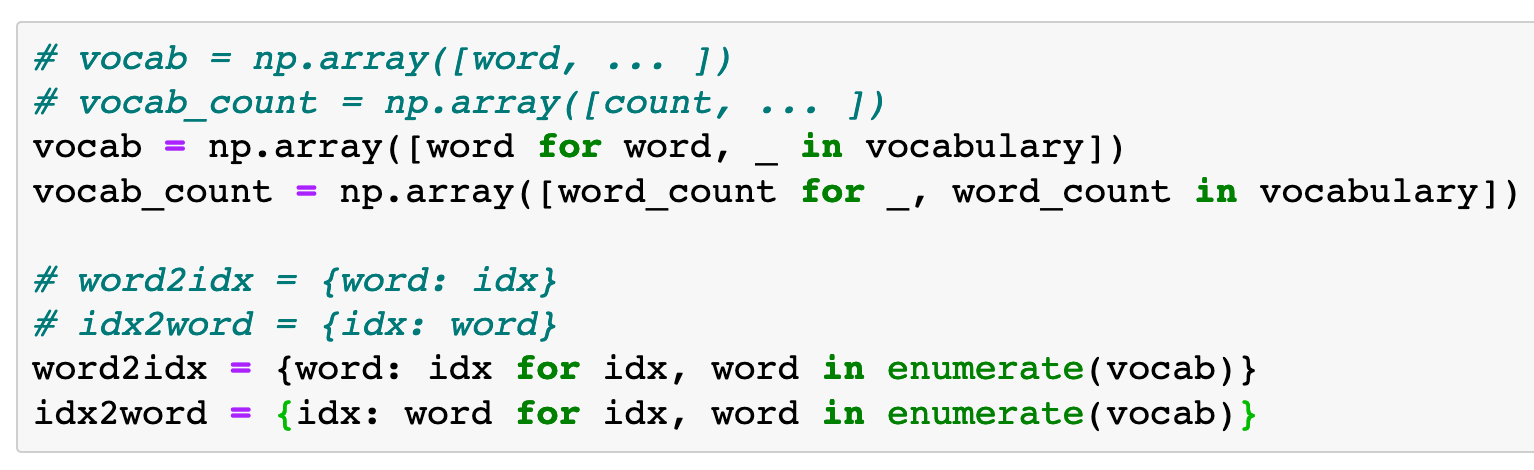 # vocab = np.array([word, ... ])
# vocab_count = np.array([count, ... ])
vocab = np.array([word for word, _ in vocabulary])
vocab_count = np.array([word_count for _, word_count in vocabulary])
# word2idx = {word: idx}
# idx2word = {idx: word}
word2idx = {word: idx for idx, word in enumerate(vocab)}
idx2word = {idx: word for idx, word in enumerate(vocab)}